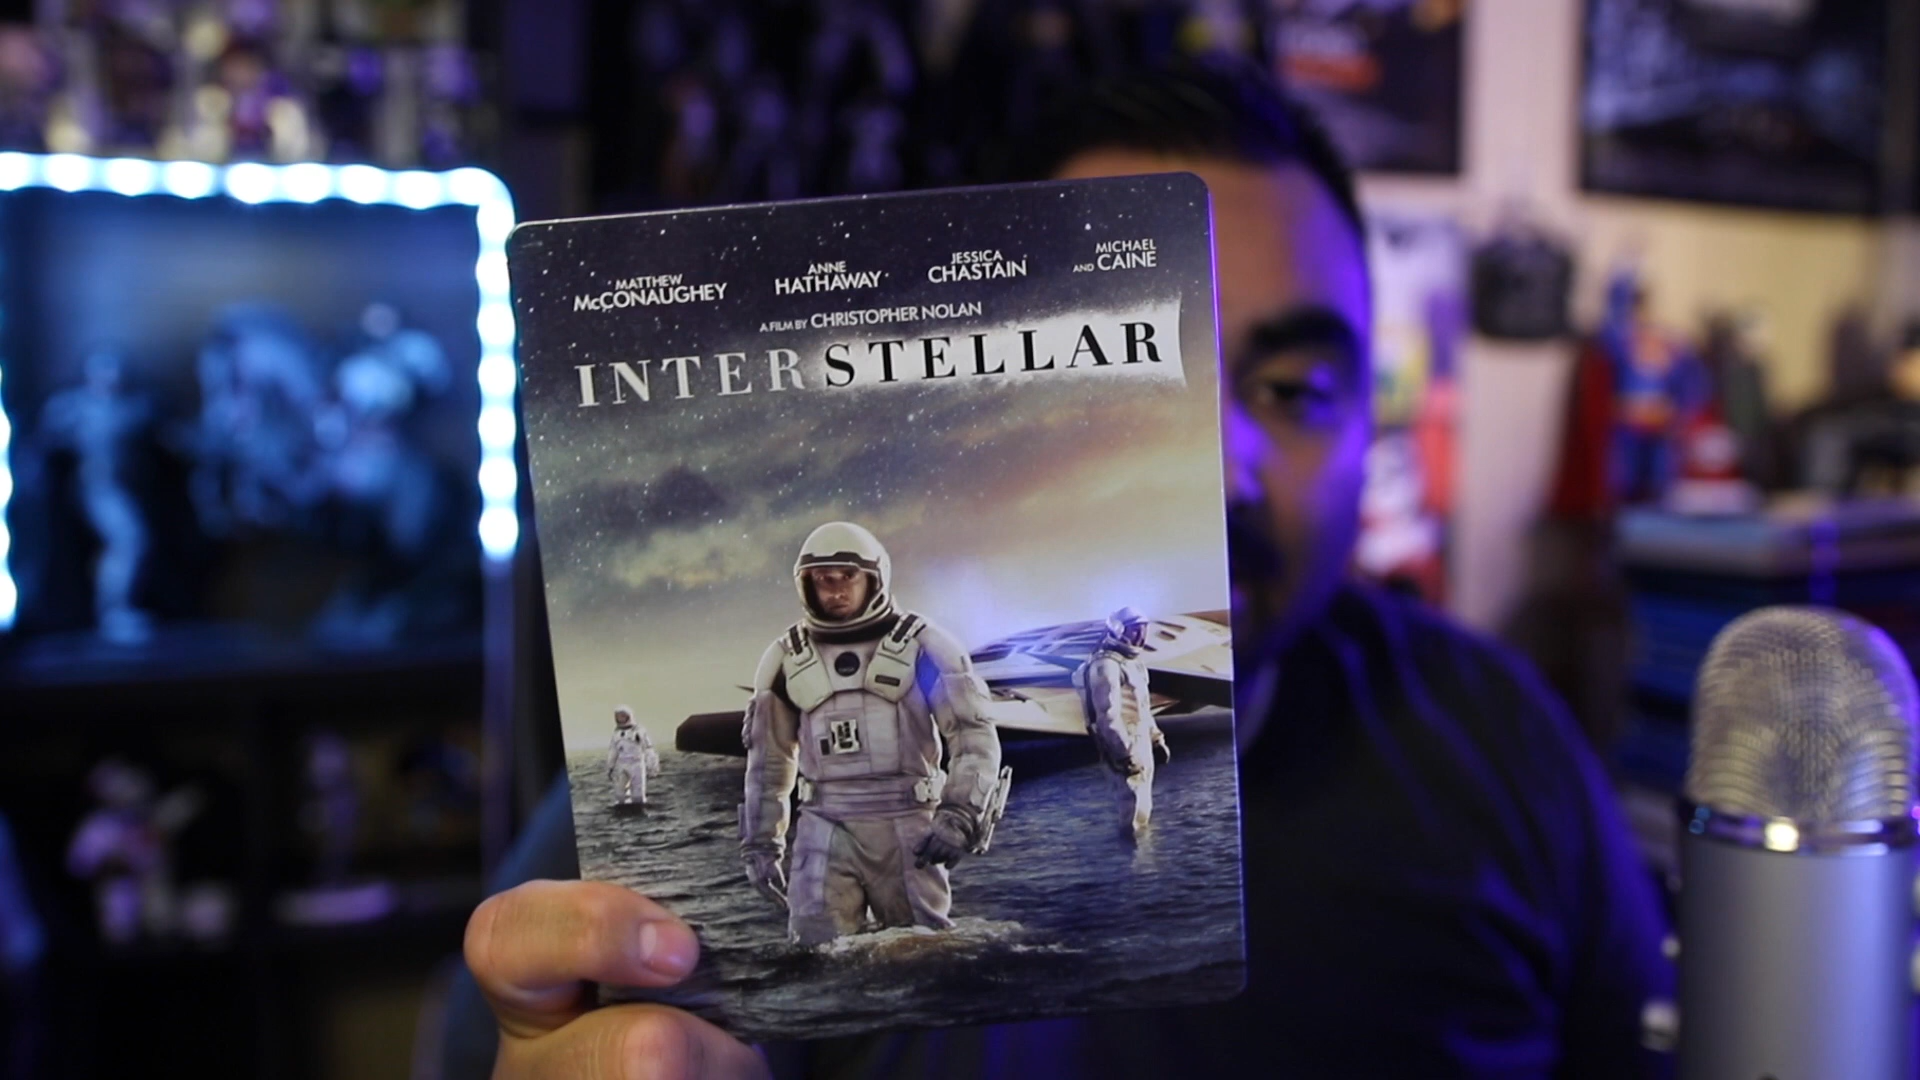 MATTHEW
McCONAUGHEY
ANNE
HATHAWAY
JESSICA
CHASTAIN
MICHAEL
AND CAINE
A FILM BY CHRISTOPHER NOLAN
INTERSTELLAR